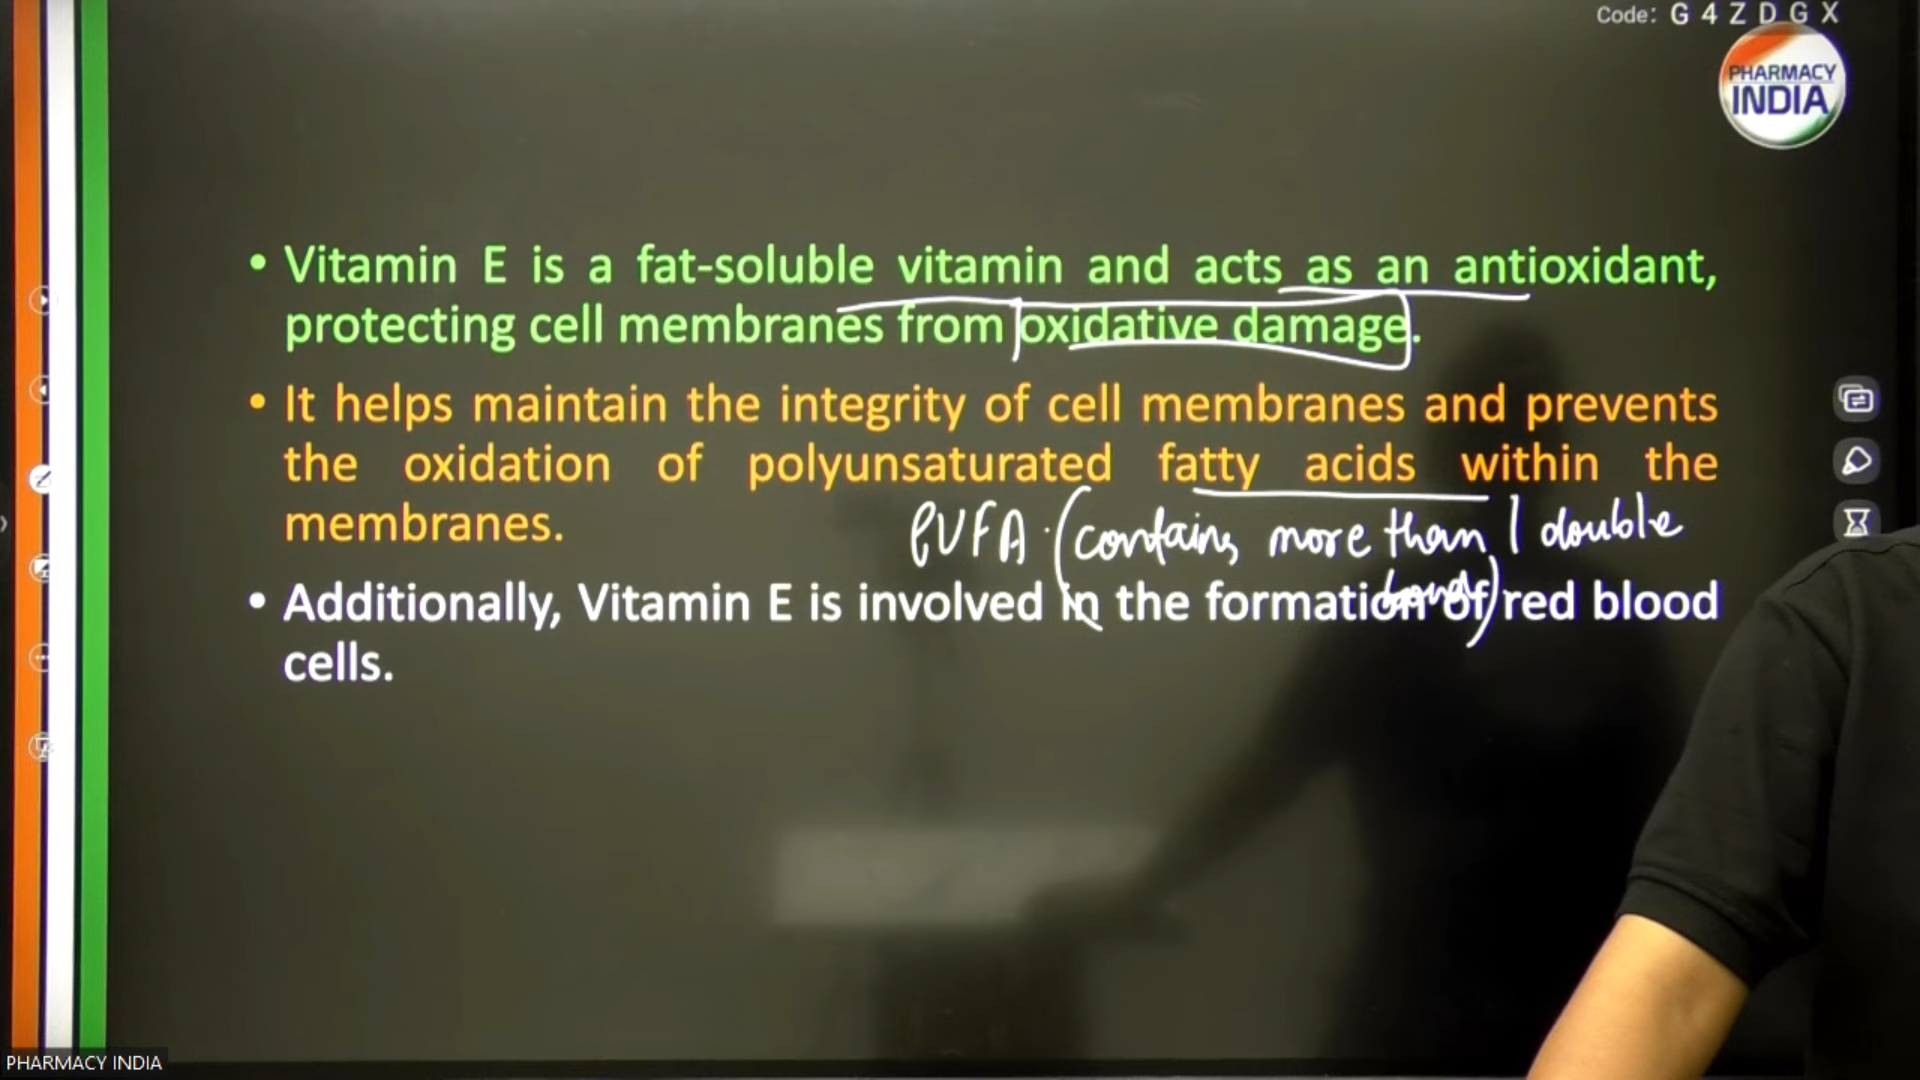 Code: G 4 Z D G X
PHARMACY
INDIA
• Vitamin E is a fat-soluble vitamin and acts as an antioxidant,
protecting cell membranes from oxidative damage.
• It helps maintain the integrity of cell membranes and prevents
the oxidation of polyunsaturated fatty acids within the
membranes.
PUFA. (contains more than 1 double
bond)
• Additionally, Vitamin E is involved in the formation of red blood
cells.
PHARMACY INDIA